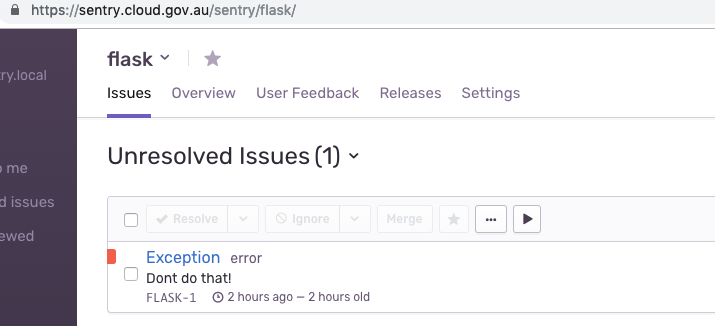 https://sentry.cloud.gov.au/sentry/flask/
flask
try.local
Issues Overview User Feedback Releases Settings
Unresolved Issues (1)
o me
d issues
ewed
Resolve Ignore Merge
Exception error
Dont do that!
FLASK-1 2 hours ago — 2 hours old